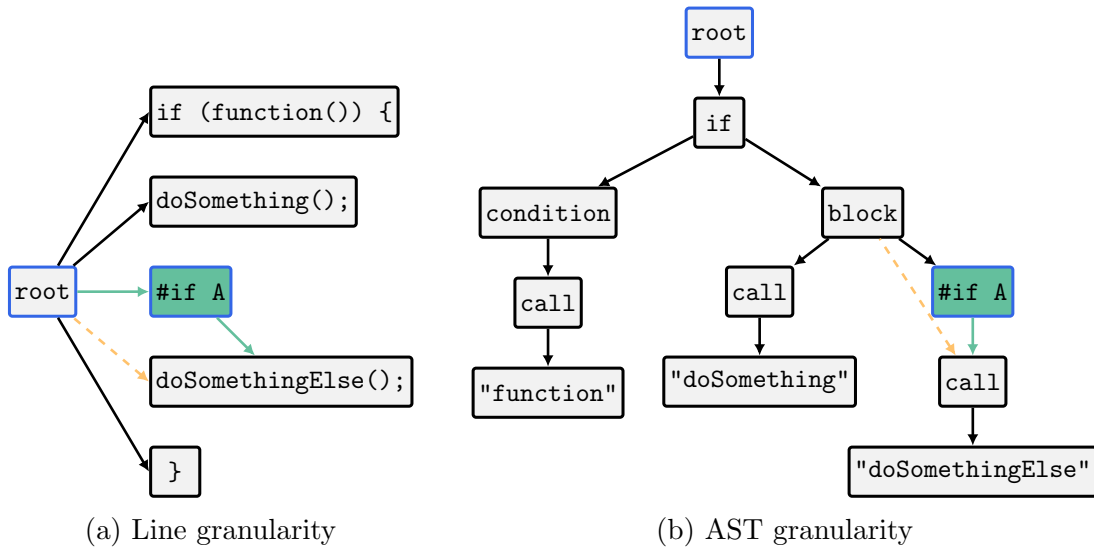 if (function()) {
doSomething();
root
#if A
doSomethingElse();
}
(a) Line granularity
root
if
condition
block
call
call
#if A
"function"
"doSomething"
call
"doSomethingElse"
(b) AST granularity